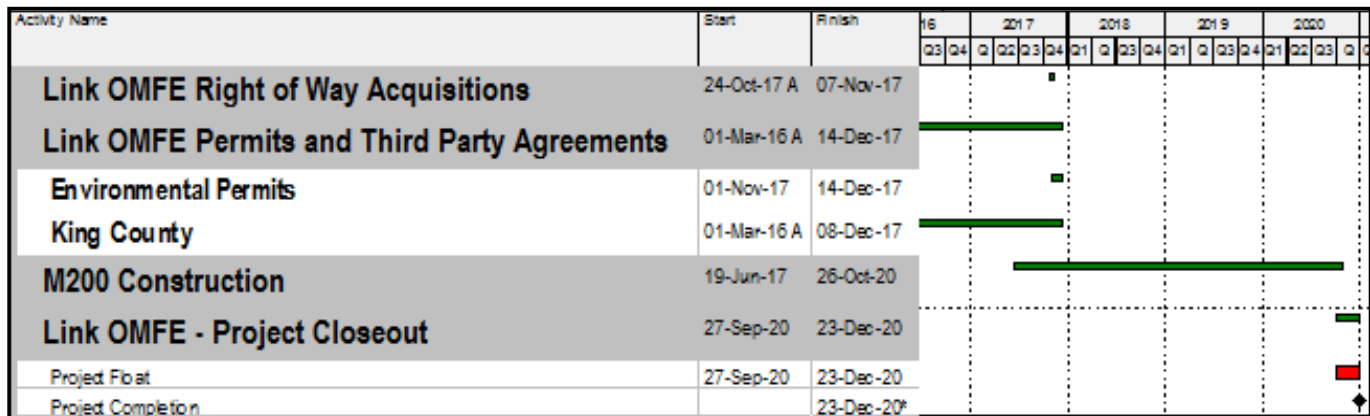 Activity Name Start Finish 16 2017 2018 2019 2020
Q3 Q4 Q Q2 Q3 Q4 Q1 Q Q3 Q4 Q1 Q Q3 Q4 Q1 Q2 Q3 Q Q
Link OMFE Right of Way Acquisitions 24-Oct-17 A 07-Nov-17
Link OMFE Permits and Third Party Agreements 01-Mar-16 A 14-Dec-17
Environmental Permits 01-Nov-17 14-Dec-17
King County 01-Mar-16 A 08-Dec-17
M200 Construction 19-Jun-17 26-Oct-20
Link OMFE - Project Closeout 27-Sep-20 23-Dec-20
Project Float 27-Sep-20 23-Dec-20
Project Completion 23-Dec-20*